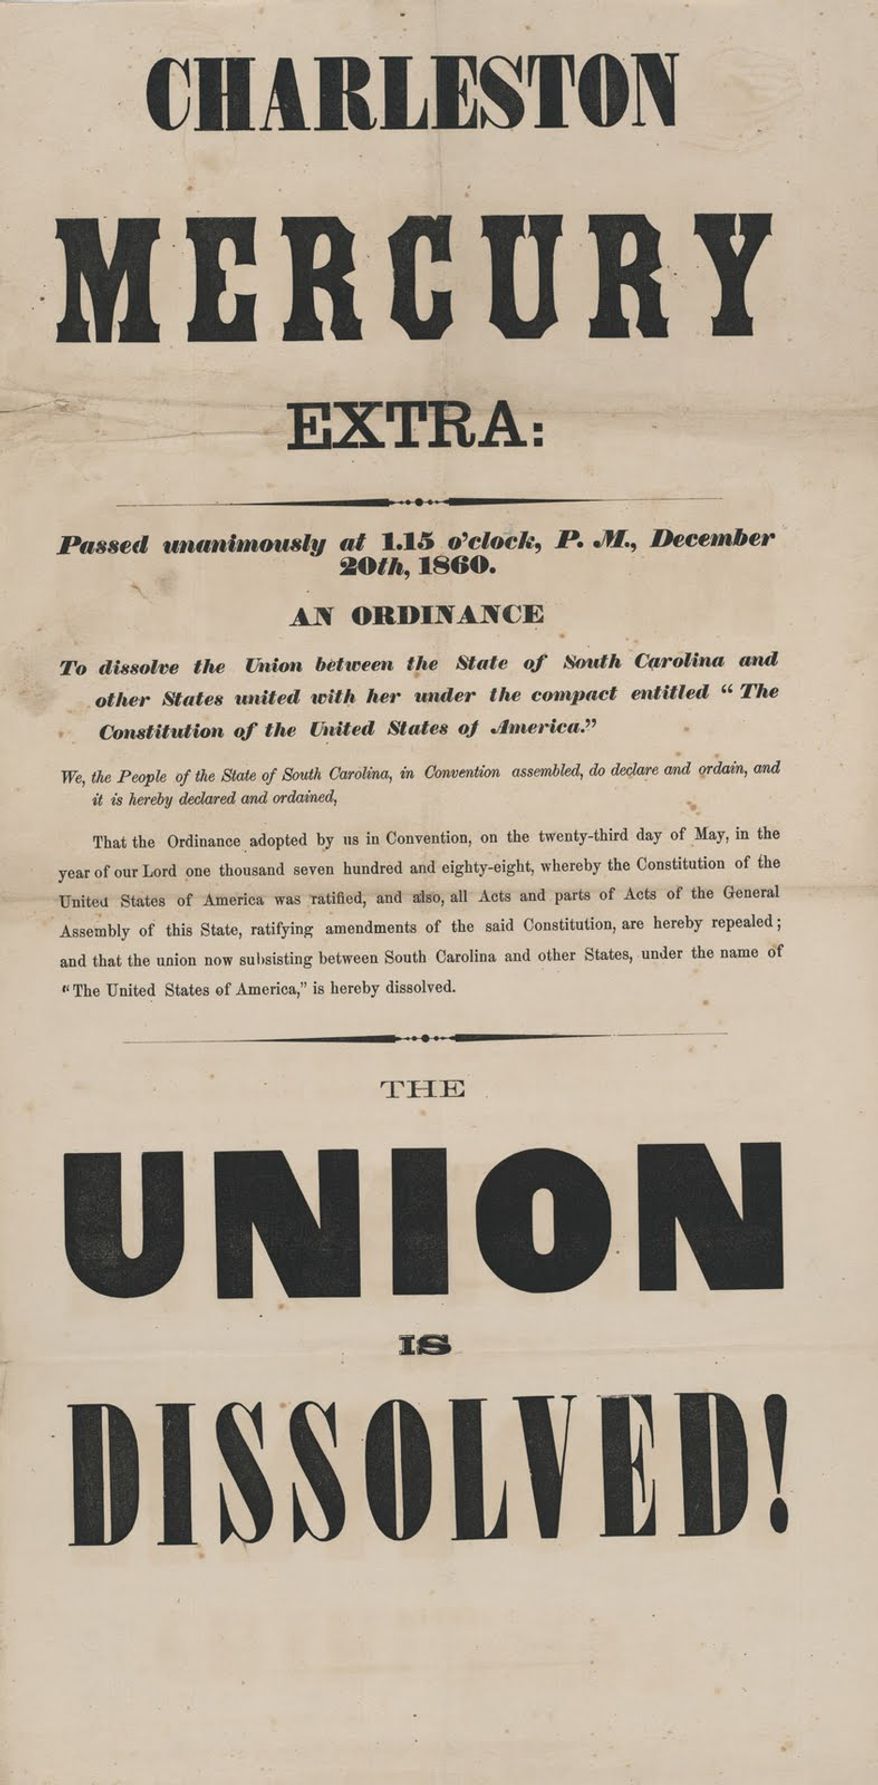 CHARLESTON
MERCURY
EXTRA:
Passed unanimously at 1.15 o'clock, P. M., December
20th, 1860.
AN ORDINANCE
To dissolve the Union between the State of South Carolina and
other States united with her under the compact entitled “The
Constitution of the United States of America.”
We, the People of the State of South Carolina, in Convention assembled, do declare and ordain, and
it is hereby declared and ordained,
That the Ordinance adopted by us in Convention, on the twenty-third day of May, in the
year of our Lord one thousand seven hundred and eighty-eight, whereby the Constitution of the
United States of America was ratified, and also, all Acts and parts of Acts of the General
Assembly of this State, ratifying amendments of the said Constitution, are hereby repealed;
and that the union now subsisting between South Carolina and other States, under the name of
“The United States of America,” is hereby dissolved.
THE
UNION
IS
DISSOLVED!